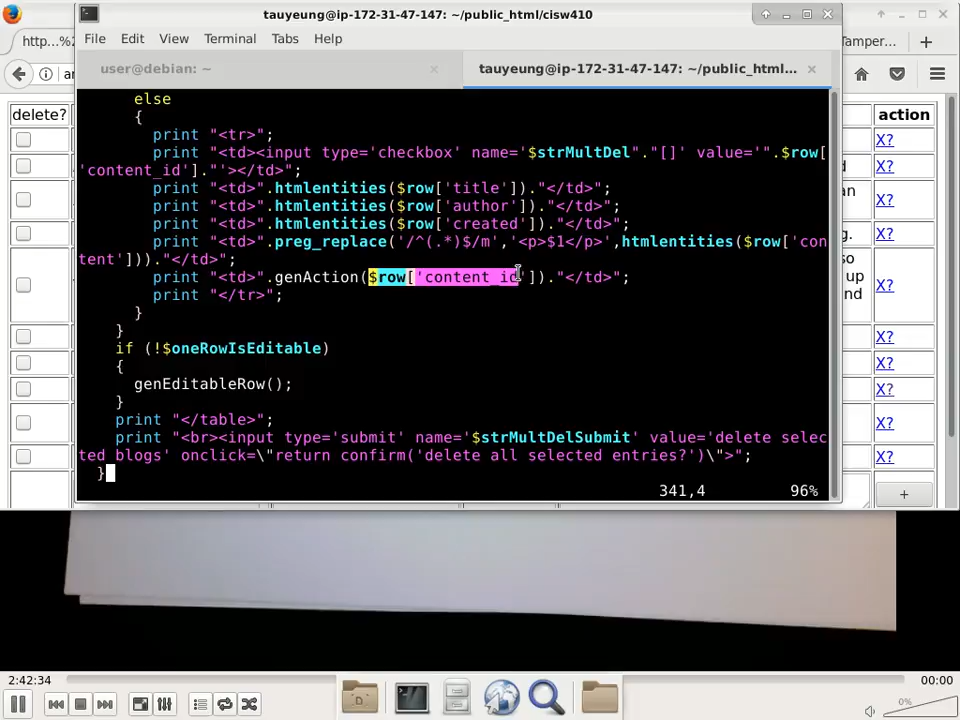 tauyeung@ip-172-31-47-147: ~/public_html/cisw410
http...%2
Tamper...
File Edit View Terminal Tabs Help
user@debian: ~
tauyeung@ip-172-31-47-147: ~/public_html...
delete?
action
else
{
print "<tr>";
print "<td><input type='checkbox' name='$strMultDel"."[]' value='".$row[
'content_id']."'></td>";
print "<td>".htmlentities($row['title'])."</td>";
print "<td>".htmlentities($row['author'])."</td>";
print "<td>".htmlentities($row['created'])."</td>";
print "<td>".preg_replace('/^(.*)$/m','<p>$1</p>',htmlentities($row['con
tent']))."</td>";
print "<td>".genAction($row['content_id'])."</td>";
print "</tr>";
}
}
if (!$oneRowIsEditable)
{
genEditableRow();
}
print "</table>";
print "<br><input type='submit' name='$strMultDelSubmit' value='delete selec
ted blogs' onclick=\"return confirm('delete all selected entries?')\">";
}
341,4 96%
X?
X?
X?
X?
X?
X?
X?
X?
X?
X?
+
2:42:34
00:00
0%